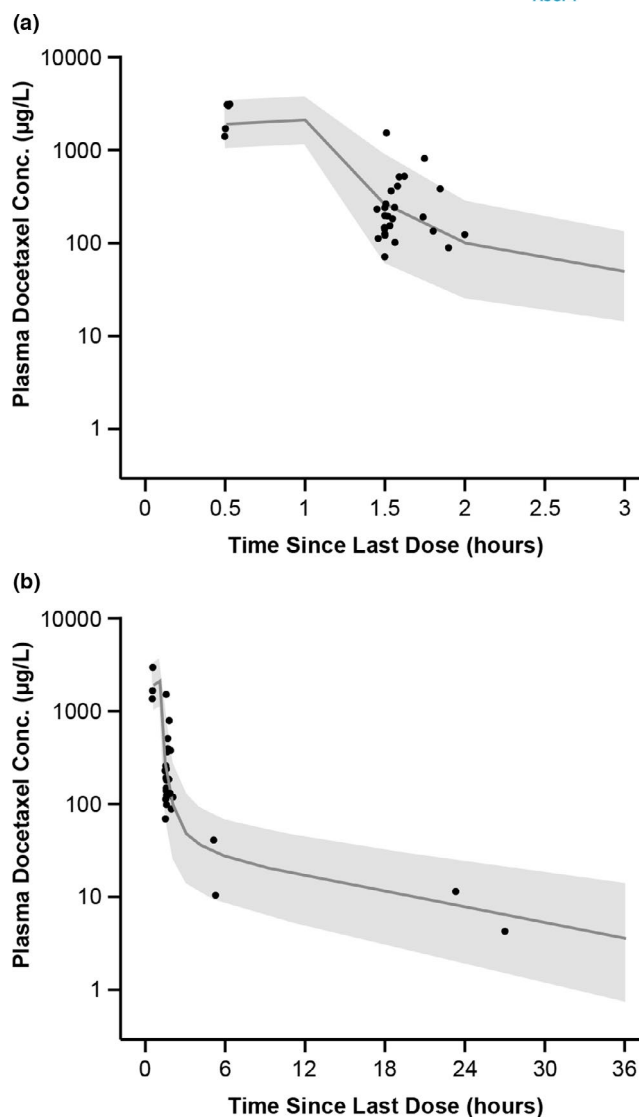 (a)
10000
1000
100
10
1
Plasma Docetaxel Conc. (µg/L)
0 0.5 1 1.5 2 2.5 3
Time Since Last Dose (hours)
(b)
10000
1000
100
10
1
Plasma Docetaxel Conc. (µg/L)
0 6 12 18 24 30 36
Time Since Last Dose (hours)